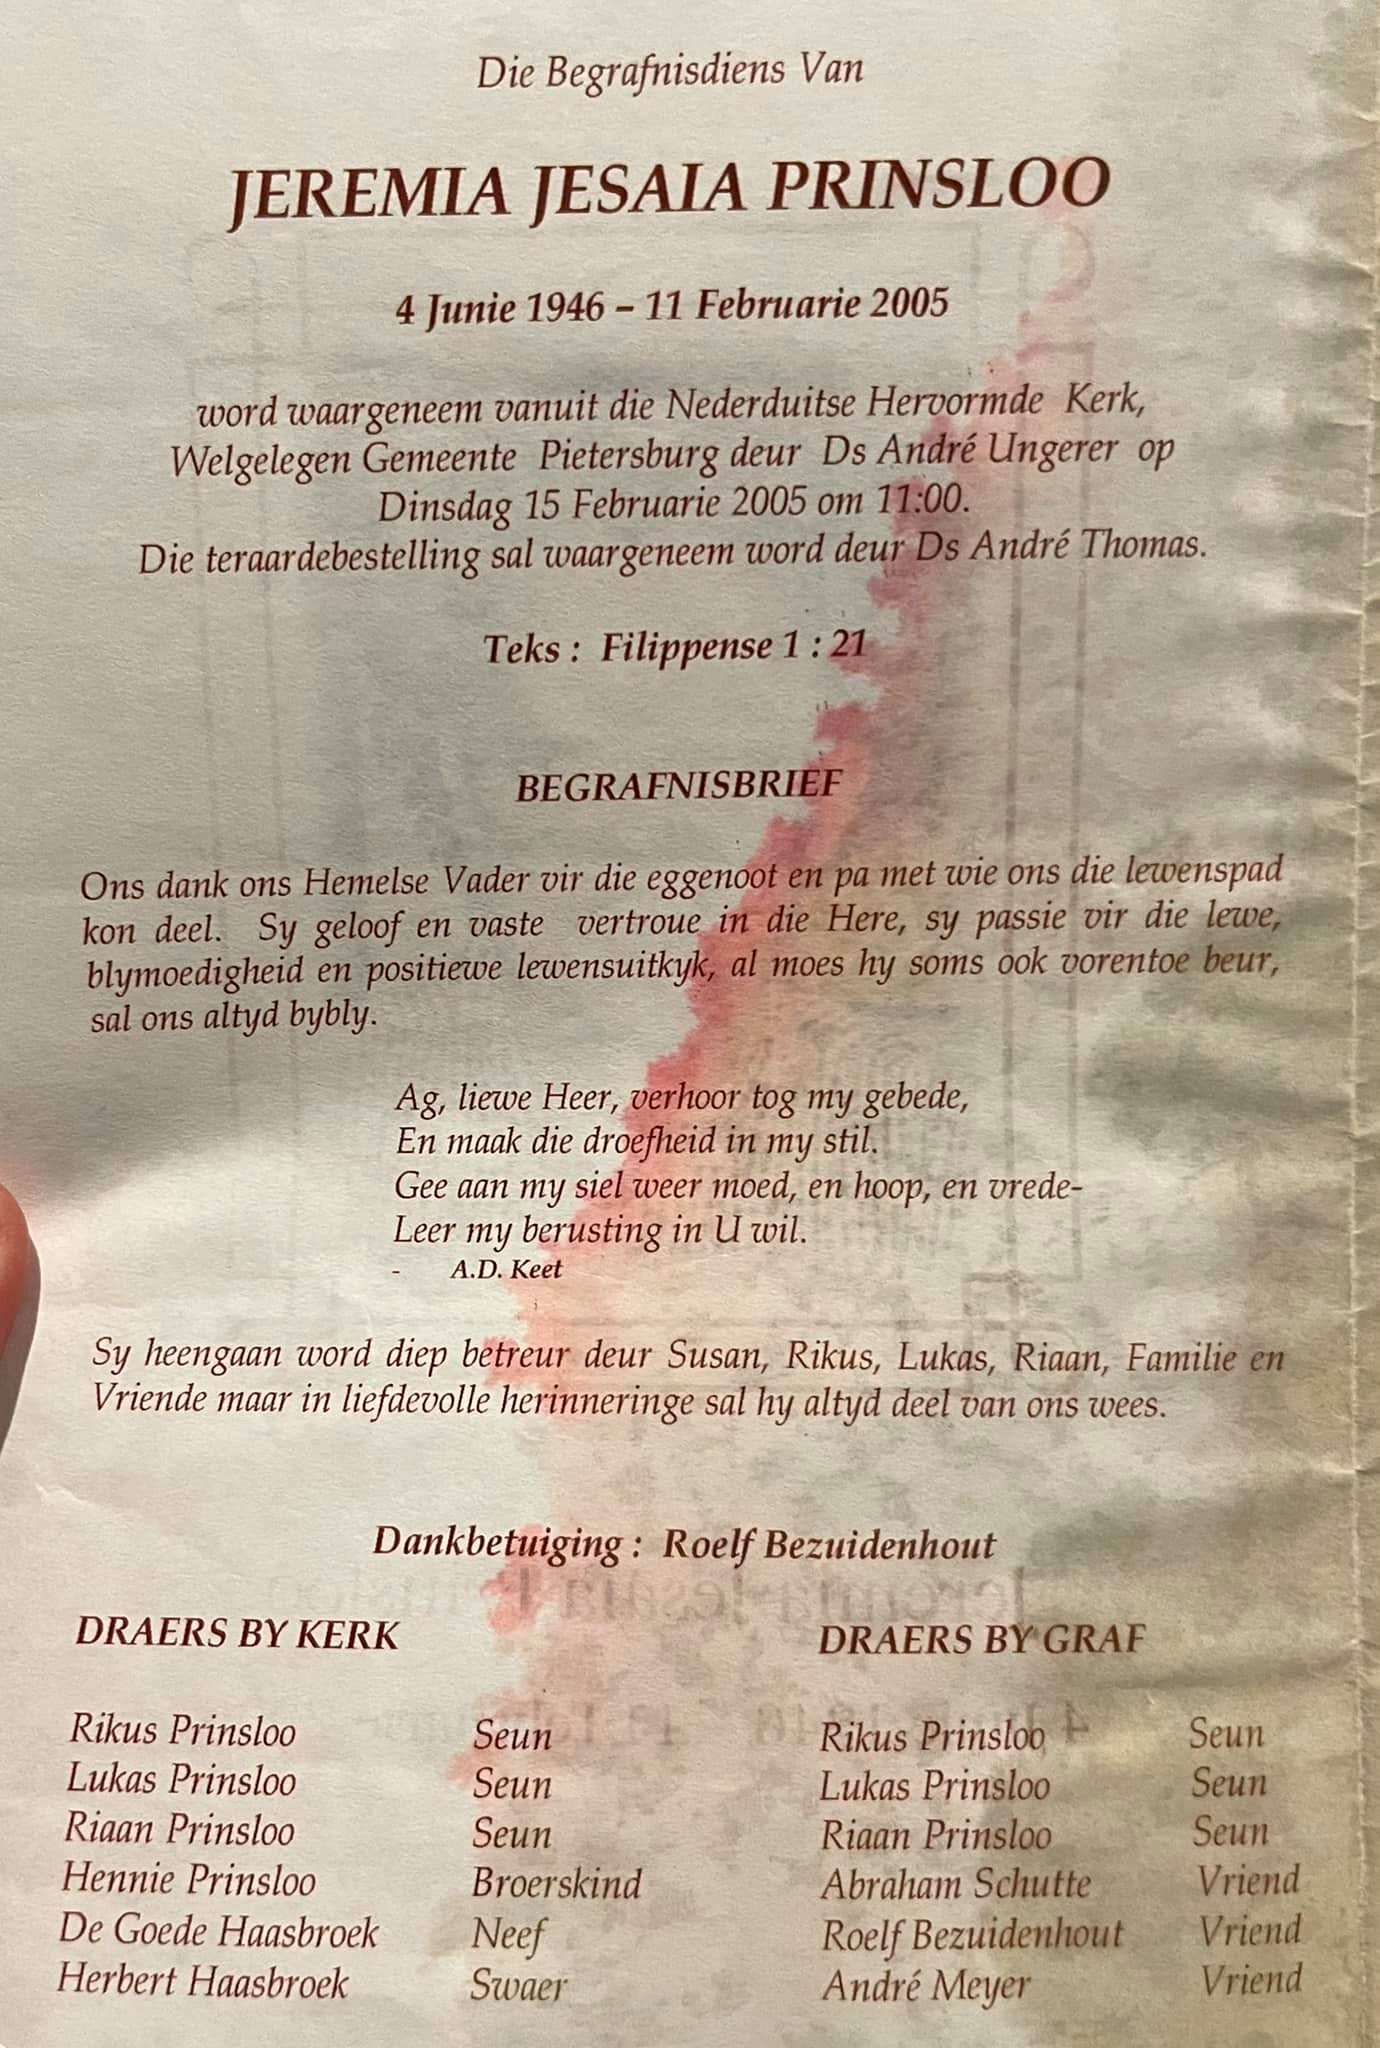 Die Begrafnisdiens Van
JEREMIA JESAIA PRINSLOO
4 Junie 1946 – 11 Februarie 2005
word waargeneem vanuit die Nederduitse Hervormde Kerk,
Welgelegen Gemeente Pietersburg deur Ds André Ungerer op
Dinsdag 15 Februarie 2005 om 11:00.
Die teraardebestelling sal waargeneem word deur Ds André Thomas.
Teks : Filippense 1 : 21
BEGRAFNISBRIEF
Ons dank ons Hemelse Vader vir die eggenoot en pa met wie ons die lewenspad
kon deel. Sy geloof en vaste vertroue in die Here, sy passie vir die lewe,
blymoedigheid en positiewe lewensuitkyk, al moes hy soms ook vorentoe beur,
sal ons altyd bybly.
Ag, liewe Heer, verhoor tog my gebede,
En maak die droefheid in my stil.
Gee aan my siel weer moed, en hoop, en vrede-
Leer my berusting in U wil.
- A.D. Keet
Sy heengaan word diep betreur deur Susan, Rikus, Lukas, Riaan, Familie en
Vriende maar in liefdevolle herinneringe sal hy altyd deel van ons wees.
Dankbetuiging : Roelf Bezuidenhout
DRAERS BY KERK
Rikus Prinsloo Seun
Lukas Prinsloo Seun
Riaan Prinsloo Seun
Hennie Prinsloo Broerskind
De Goede Haasbroek Neef
Herbert Haasbroek Swaer
DRAERS BY GRAF
Rikus Prinsloo Seun
Lukas Prinsloo Seun
Riaan Prinsloo Seun
Abraham Schutte Vriend
Roelf Bezuidenhout Vriend
André Meyer Vriend